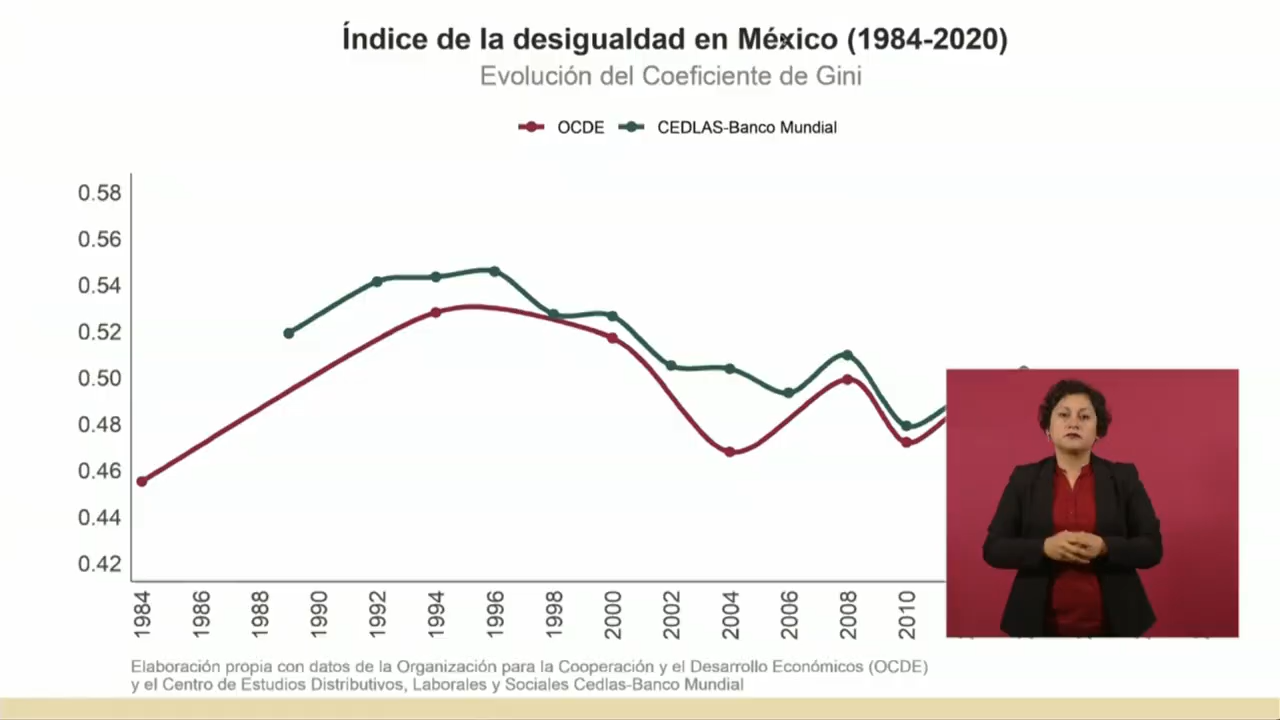 Índice de la desigualdad en México (1984-2020)
Evolución del Coeficiente de Gini
OCDE CEDLAS-Banco Mundial
0.58
0.56
0.54
0.52
0.50
0.48
0.46
0.44
0.42
1984 1986 1988 1990 1992 1994 1996 1998 2000 2002 2004 2006 2008 2010
Elaboración propia con datos de la Organización para la Cooperación y el Desarrollo Económicos (OCDE)
y el Centro de Estudios Distributivos, Laborales y Sociales Cedlas-Banco Mundial